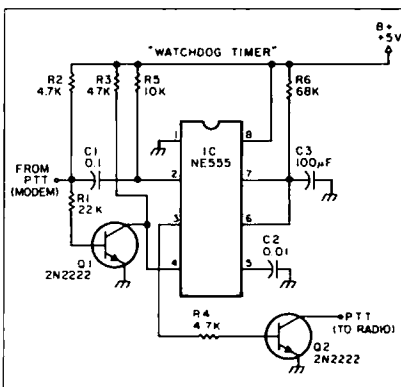 B+
+5V
"WATCHDOG TIMER"
R2
4.7K
R3
47K
R5
10K
R6
68K
1
8
IC
NE555
C1
0.1
C3
100µF
FROM
PTT
(MODEM)
2
7
R1
22K
3
6
C2
0.01
4
5
Q1
2N2222
R4
4.7K
PTT
(TO RADIO)
Q2
2N2222